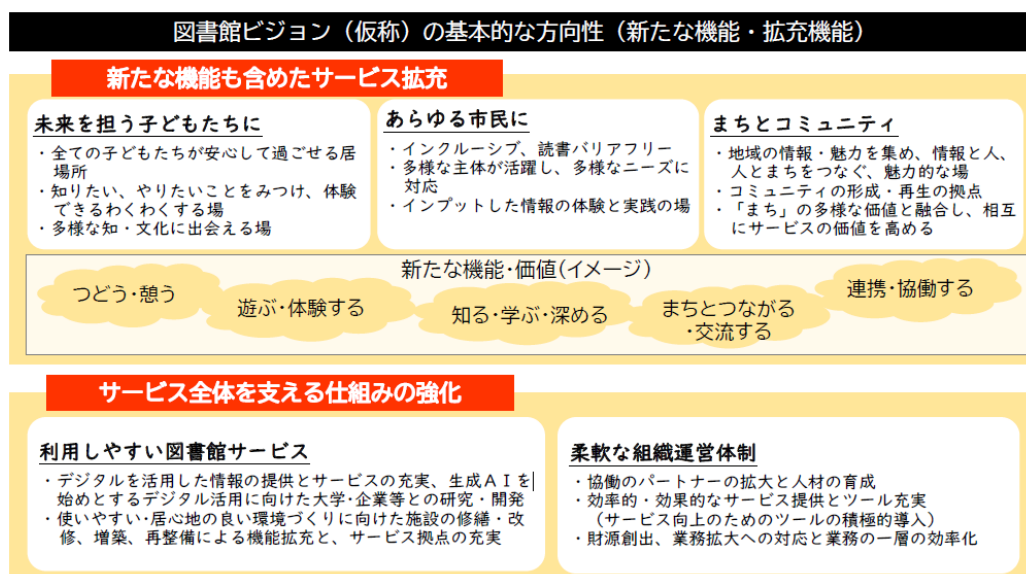 図書館ビジョン（仮称）の基本的な方向性（新たな機能・拡充機能）
新たな機能も含めたサービス拡充
未来を担う子どもたちに
・全ての子どもたちが安心して過ごせる居
場所
・知りたい、やりたいことをみつけ、体験
できるわくわくする場
・多様な知・文化に出会える場
あらゆる市民に
・インクルーシブ、読書バリアフリー
・多様な主体が活躍し、多様なニーズに
対応
・インプットした情報の体験と実践の場
まちとコミュニティ
・地域の情報・魅力を集め、情報と人、
人とまちをつなぐ、魅力的な場
・コミュニティの形成・再生の拠点
・「まち」の多様な価値と融合し、相互
にサービスの価値を高める
新たな機能・価値(イメージ)
つどう・憩う
遊ぶ・体験する
知る・学ぶ・深める
まちとつながる
・交流する
連携・協働する
サービス全体を支える仕組みの強化
利用しやすい図書館サービス
・デジタルを活用した情報の提供とサービスの充実、生成ＡＩを
始めとするデジタル活用に向けた大学・企業等との研究・開発
・使いやすい・居心地の良い環境づくりに向けた施設の修繕・改
修、増築、再整備による機能拡充と、サービス拠点の充実
柔軟な組織運営体制
・協働のパートナーの拡大と人材の育成
・効率的・効果的なサービス提供とツール充実
（サービス向上のためのツールの積極的導入）
・財源創出、業務拡大への対応と業務の一層の効率化